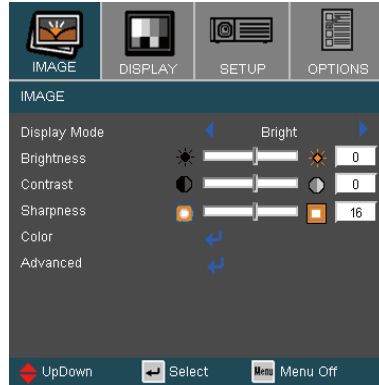 IMAGE DISPLAY SETUP OPTIONS
IMAGE
Display Mode Bright
Brightness 0
Contrast 0
Sharpness 16
Color
Advanced
UpDown Select Menu Menu Off